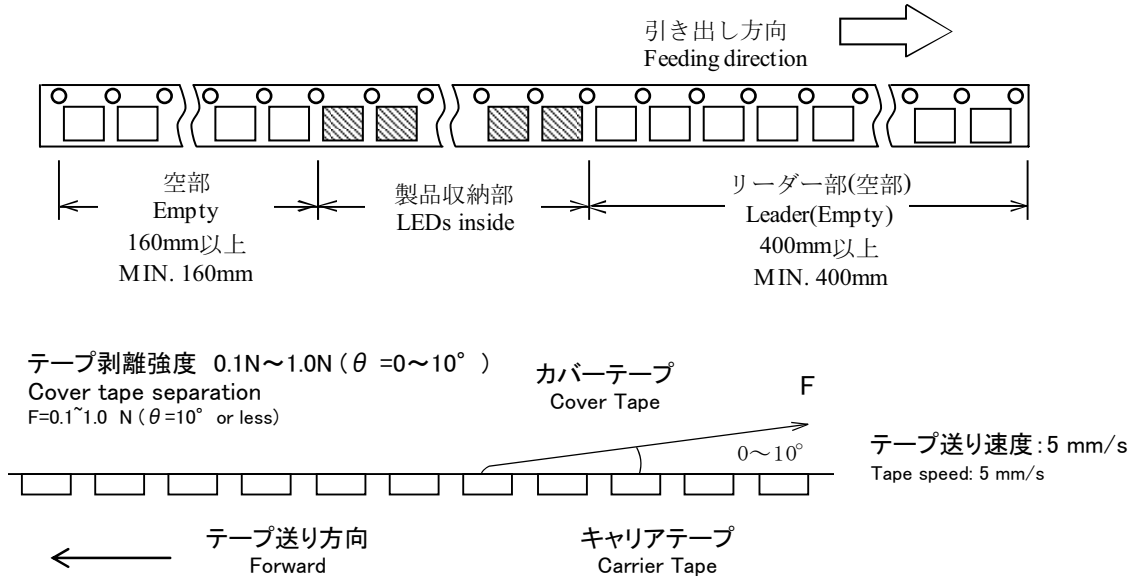 引き出し方向
Feeding direction
空部
Empty
160mm以上
MIN. 160mm
製品収納部
LEDs inside
リーダー部(空部)
Leader(Empty)
400mm以上
MIN. 400mm
テープ剥離強度 0.1N～1.0N（θ=0～10°）
Cover tape separation
F=0.1~1.0 N（θ=10° or less）
カバーテープ
Cover Tape
F
0～10°
テープ送り速度：5 mm/s
Tape speed: 5 mm/s
テープ送り方向
Forward
キャリアテープ
Carrier Tape